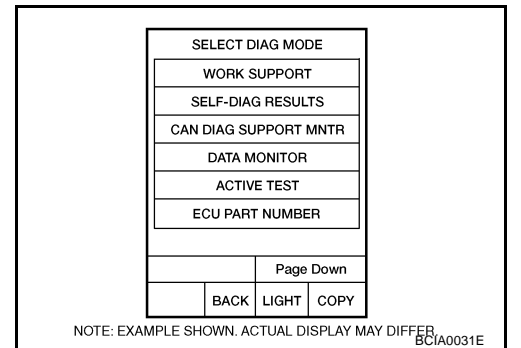 SELECT DIAG MODE
WORK SUPPORT
SELF-DIAG RESULTS
CAN DIAG SUPPORT MNTR
DATA MONITOR
ACTIVE TEST
ECU PART NUMBER
Page Down
BACK LIGHT COPY
NOTE: EXAMPLE SHOWN. ACTUAL DISPLAY MAY DIFFER.
BCIA0031E